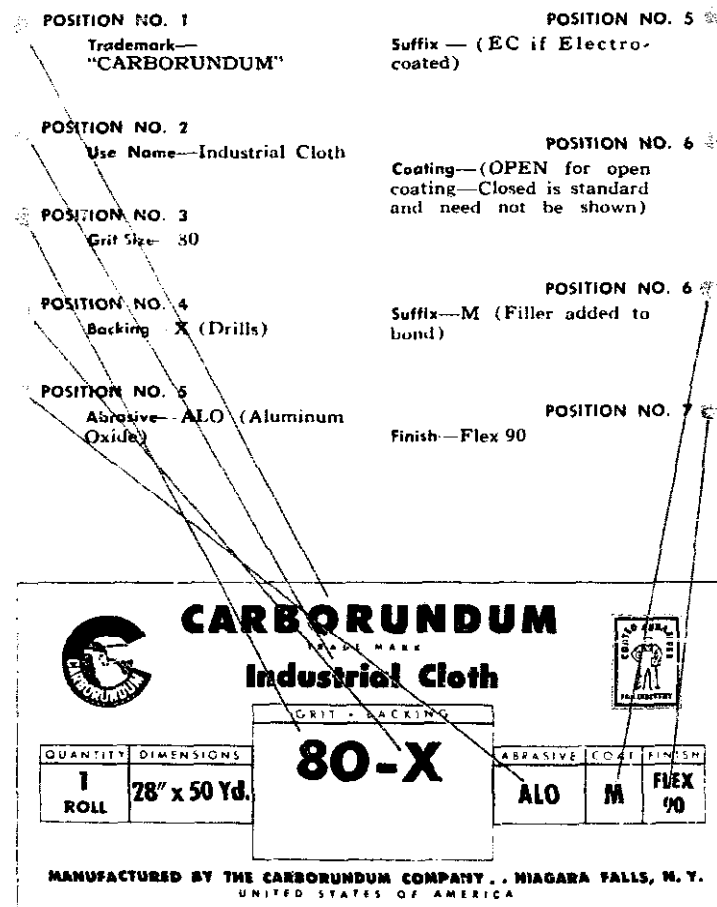 POSITION NO. 1
Trademark—
"CARBORUNDUM"
POSITION NO. 2
Use Name—Industrial Cloth
POSITION NO. 3
Grit Size— 80
POSITION NO. 4
Backing—X (Drills)
POSITION NO. 5
Abrasive—ALO (Aluminum
Oxide)
POSITION NO. 5
Suffix — (EC if Electro-
coated)
POSITION NO. 6
Coating—(OPEN for open
coating—Closed is standard
and need not be shown)
POSITION NO. 6
Suffix—M (Filler added to
bond)
POSITION NO. 7
Finish—Flex 90
CARBORUNDUM
TRADE MARK
Industrial Cloth
CARBORUNDUM
COATED ABRASIVES
FOR INDUSTRY
GRIT - BACKING
80-X
QUANTITY DIMENSIONS ABRASIVE COAT FINISH
1 ROLL 28" x 50 Yd. ALO M FLEX 90
MANUFACTURED BY THE CARBORUNDUM COMPANY . . NIAGARA FALLS, N. Y.
UNITED STATES OF AMERICA